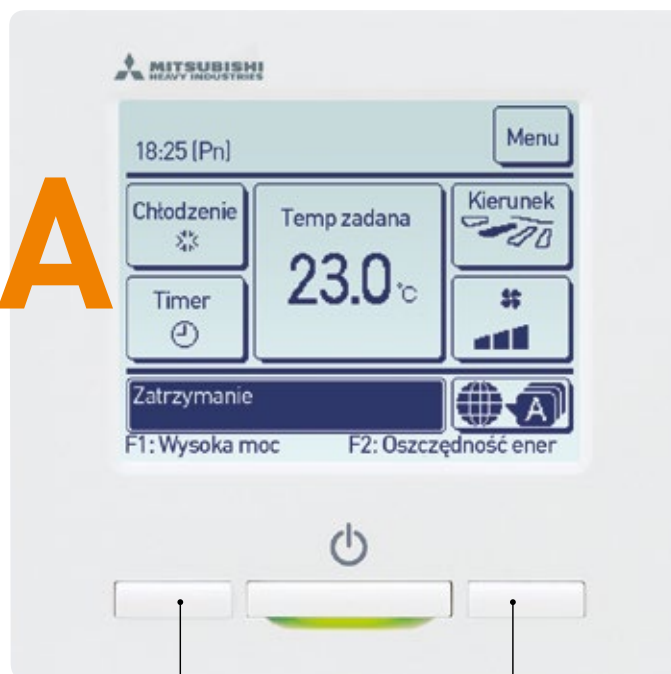 MITSUBISHI
HEAVY INDUSTRIES
18:25 (Pn)
Menu
A
Chłodzenie
Temp zadana
Kierunek
23.0 °C
Timer
Zatrzymanie
A
F1: Wysoka moc
F2: Oszczędność ener